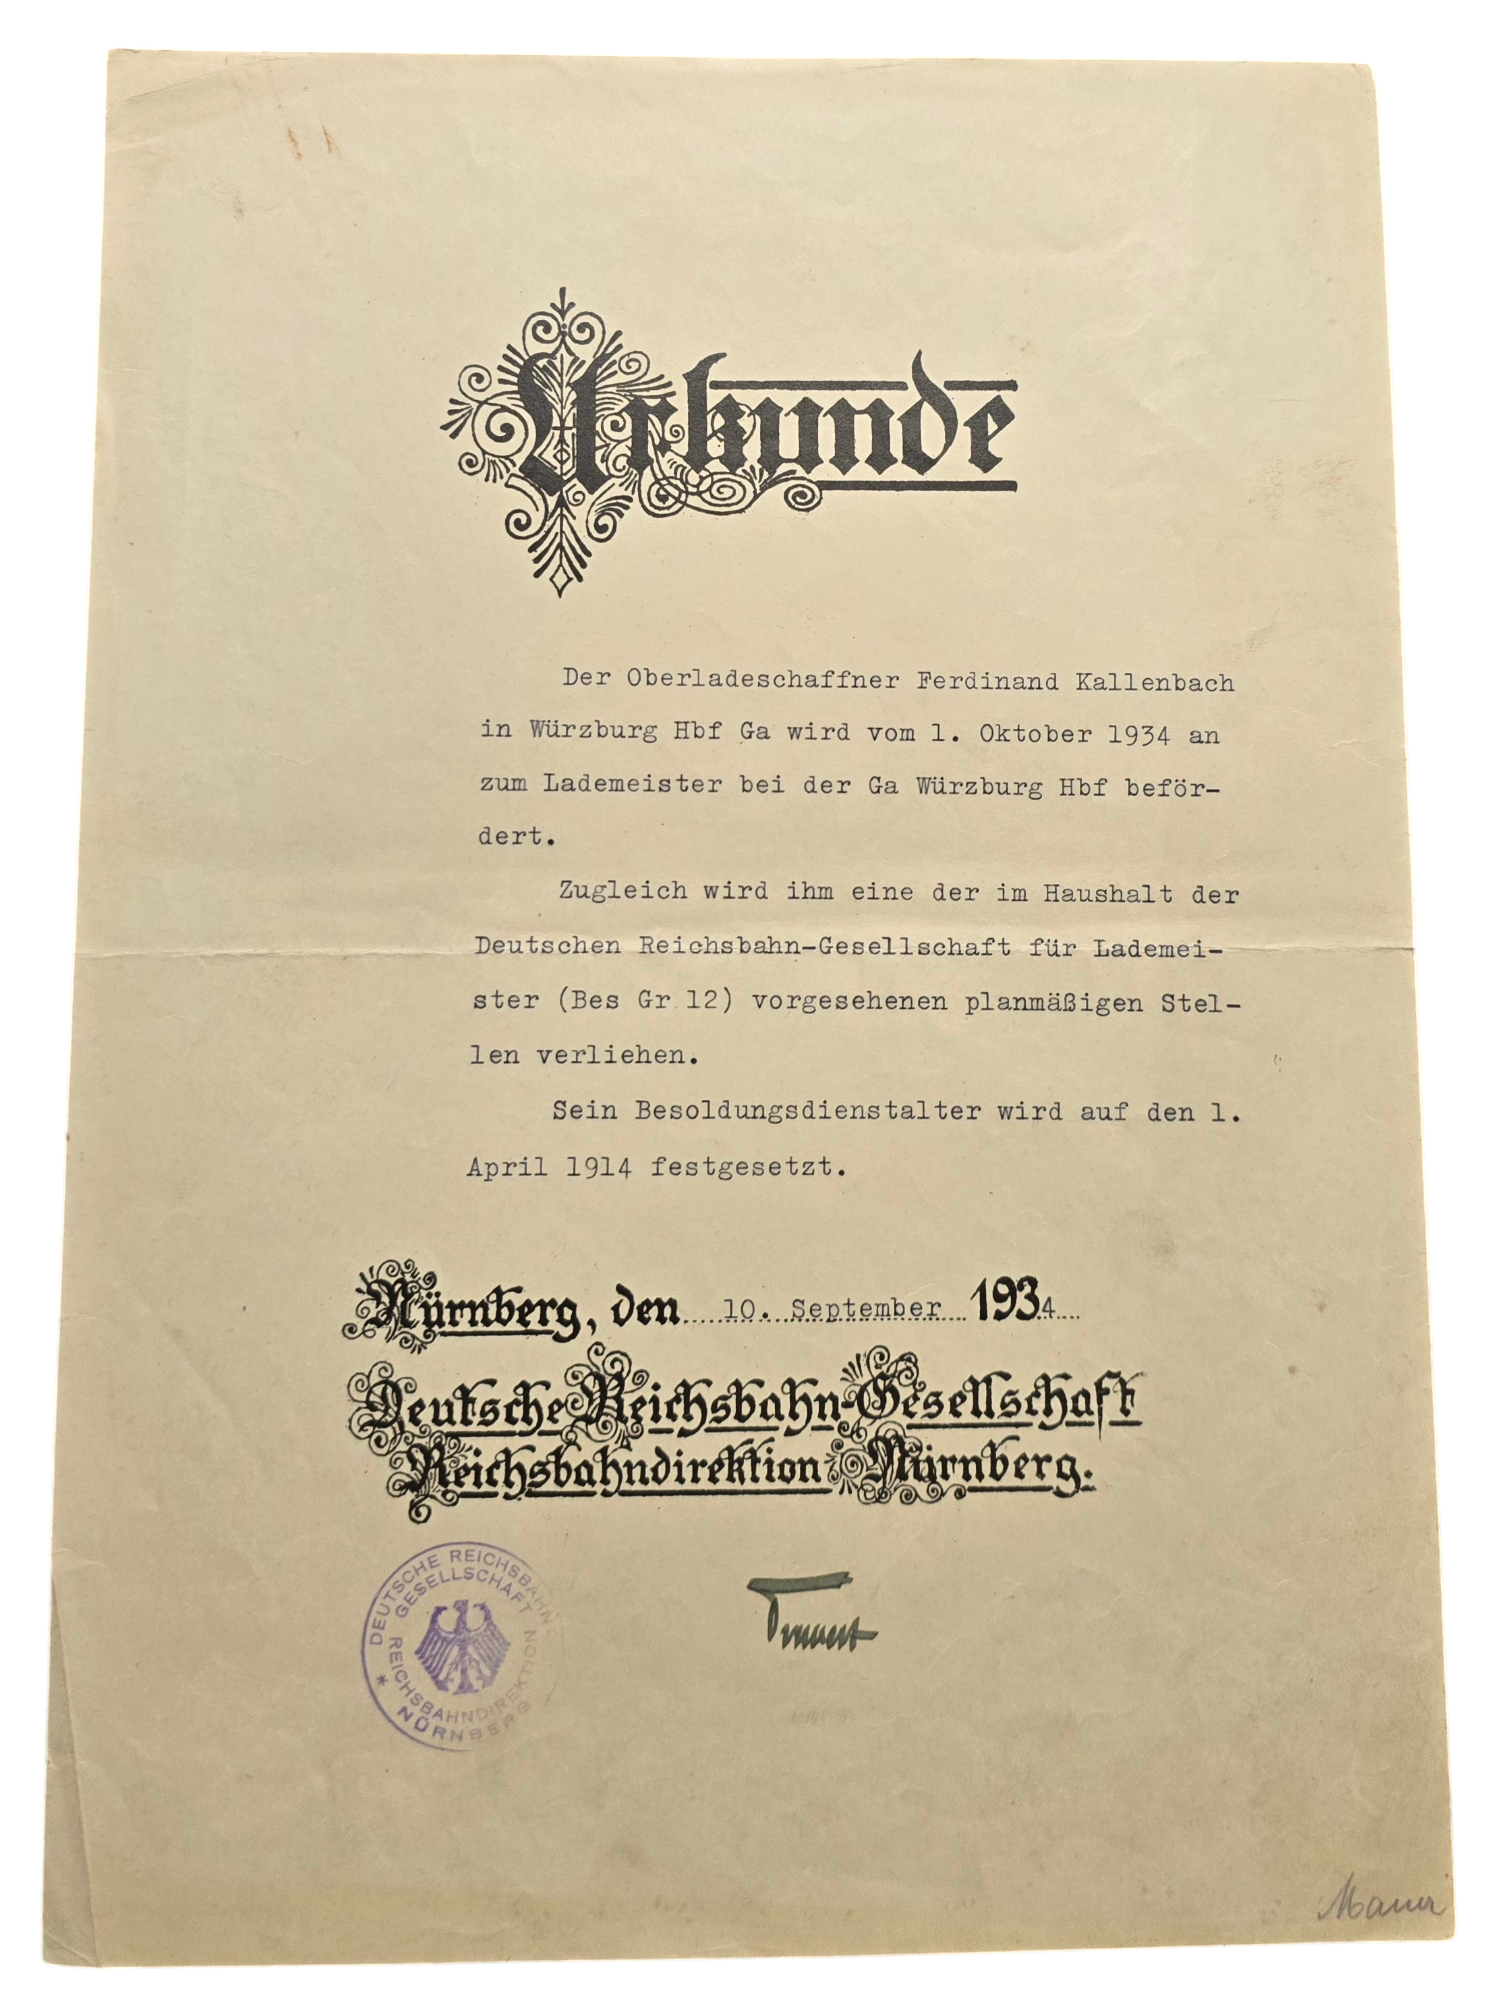 Urkunde
Der Oberladeschaffner Ferdinand Kallenbach
in Würzburg Hbf Ga wird vom 1. Oktober 1934 an
zum Lademeister bei der Ga Würzburg Hbf beför-
dert.
Zugleich wird ihm eine der im Haushalt der
Deutschen Reichsbahn-Gesellschaft für Lademei-
ster (Bes Gr 12) vorgesehenen planmäßigen Stel-
len verliehen.
Sein Besoldungsdienstalter wird auf den 1.
April 1914 festgesetzt.
Nürnberg, den 10. September 1934
Deutsche Reichsbahn-Gesellschaft
Reichsbahndirektion Nürnberg.
DEUTSCHE REICHSBAHN-
GESELLSCHAFT
REICHSBAHNDIREKTION
* NÜRNBERG